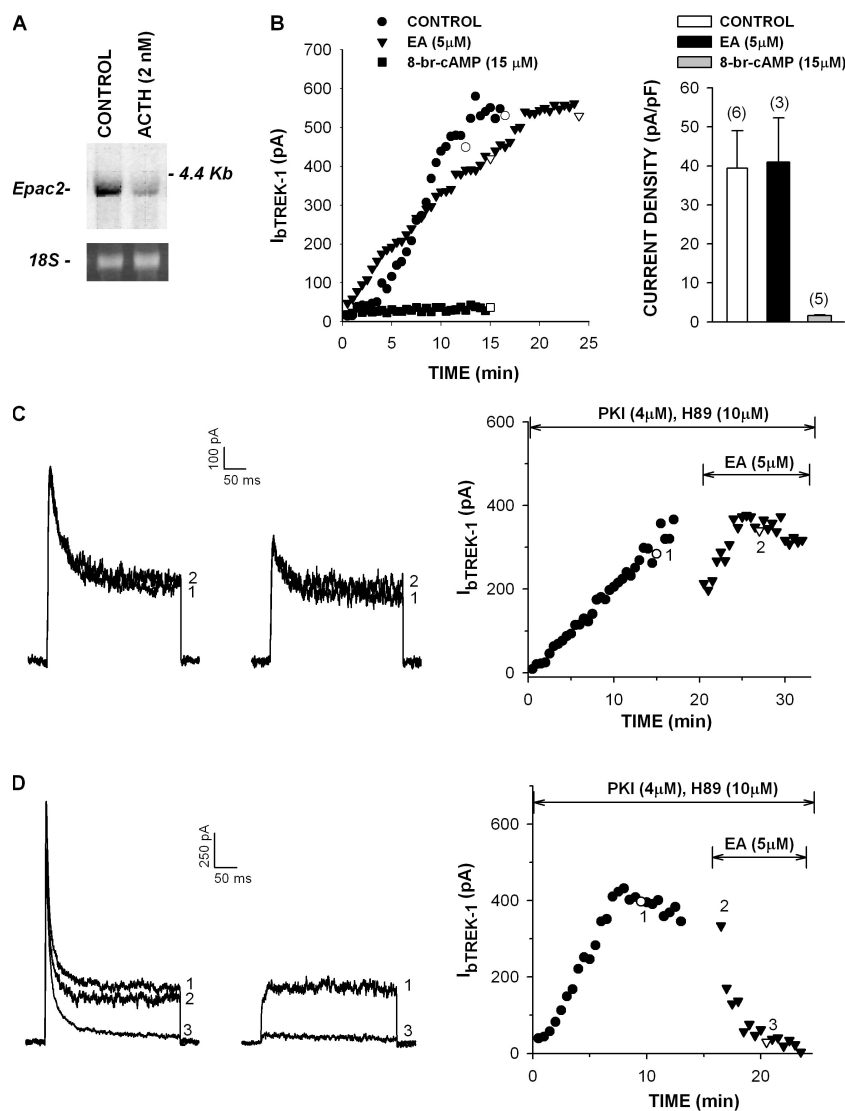 A
CONTROL
ACTH (2 nM)
Epac2-
- 4.4 Kb
18S -
B
CONTROL
EA (5μM)
8-br-cAMP (15 μM)
700
600
500
400
300
200
100
0
IbTREK-1 (pA)
0 5 10 15 20 25
TIME (min)
CONTROL
EA (5μM)
8-br-cAMP (15μM)
60
50
40
30
20
10
0
CURRENT DENSITY (pA/pF)
(6)
(3)
(5)
C
100 pA
50 ms
2
1
2
1
PKI (4μM), H89 (10μM)
EA (5μM)
600
400
200
0
IbTREK-1 (pA)
1
2
0 10 20 30
TIME (min)
D
250 pA
50 ms
1
2
3
1
3
PKI (4μM), H89 (10μM)
EA (5μM)
600
400
200
0
IbTREK-1 (pA)
1
2
3
0 10 20
TIME (min)